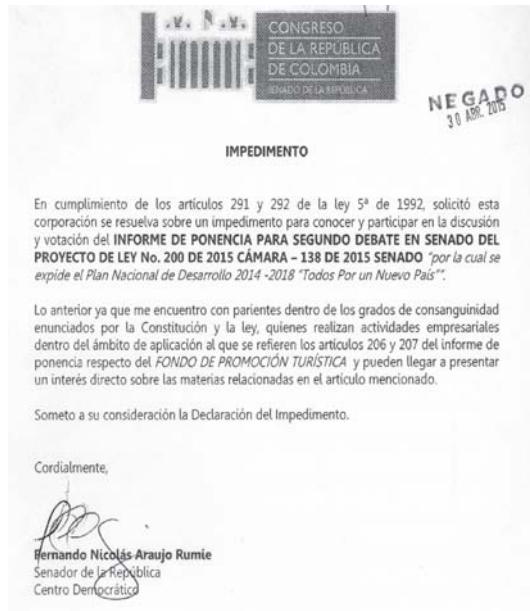 CONGRESO
DE LA REPÚBLICA
DE COLOMBIA
SENADO DE LA REPÚBLICA
NEGADO
30 ABR. 2015
IMPEDIMENTO
En cumplimiento de los artículos 291 y 292 de la ley 5ª de 1992, solicitó esta
corporación se resuelva sobre un impedimento para conocer y participar en la discusión
y votación del INFORME DE PONENCIA PARA SEGUNDO DEBATE EN SENADO DEL
PROYECTO DE LEY No. 200 DE 2015 CÁMARA – 138 DE 2015 SENADO "por la cual se
expide el Plan Nacional de Desarrollo 2014 -2018 "Todos Por un Nuevo País"".
Lo anterior ya que me encuentro con parientes dentro de los grados de consanguinidad
enunciados por la Constitución y la ley, quienes realizan actividades empresariales
dentro del ámbito de aplicación al que se refieren los artículos 206 y 207 del informe de
ponencia respecto del FONDO DE PROMOCIÓN TURÍSTICA y pueden llegar a presentar
un interés directo sobre las materias relacionadas en el artículo mencionado.
Someto a su consideración la Declaración del Impedimento.
Cordialmente,
Fernando Nicolás Araujo Rumie
Senador de la República
Centro Democrático